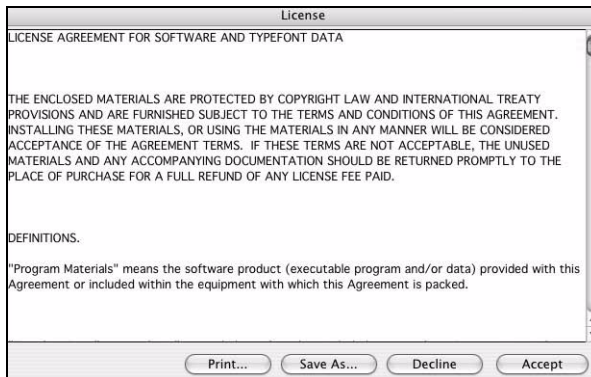 License
LICENSE AGREEMENT FOR SOFTWARE AND TYPEFONT DATA
THE ENCLOSED MATERIALS ARE PROTECTED BY COPYRIGHT LAW AND INTERNATIONAL TREATY
PROVISIONS AND ARE FURNISHED SUBJECT TO THE TERMS AND CONDITIONS OF THIS AGREEMENT.
INSTALLING THESE MATERIALS, OR USING THE MATERIALS IN ANY MANNER WILL BE CONSIDERED
ACCEPTANCE OF THE AGREEMENT TERMS.  IF THESE TERMS ARE NOT ACCEPTABLE, THE UNUSED
MATERIALS AND ANY ACCOMPANYING DOCUMENTATION SHOULD BE RETURNED PROMPTLY TO THE
PLACE OF PURCHASE FOR A FULL REFUND OF ANY LICENSE FEE PAID.
DEFINITIONS.
"Program Materials" means the software product (executable program and/or data) provided with this
Agreement or included within the equipment with which this Agreement is packed.
Print...
Save As...
Decline
Accept